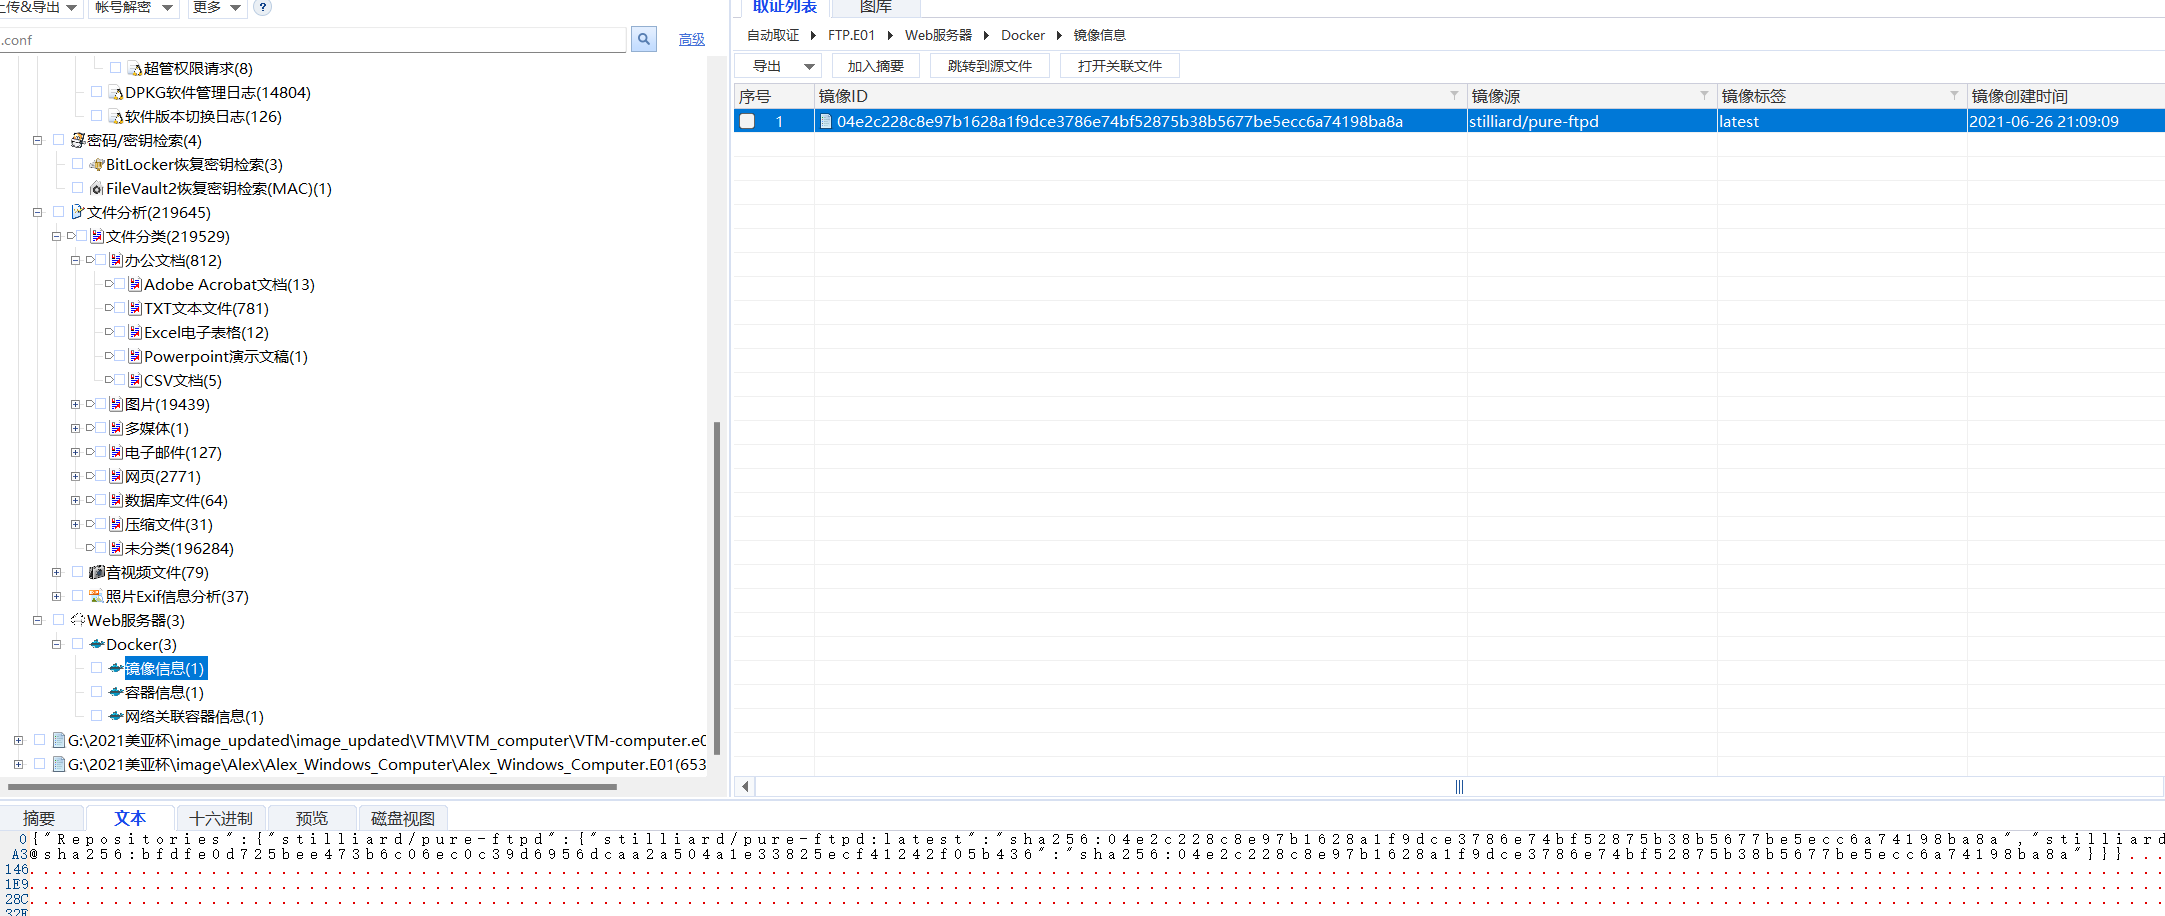 上传&导出 帐号解密 更多 ?
.conf 高级
超管权限请求(8)
DPKG软件管理日志(14804)
软件版本切换日志(126)
密码/密钥检索(4)
BitLocker恢复密钥检索(3)
FileVault2恢复密钥检索(MAC)(1)
文件分析(219645)
文件分类(219529)
办公文档(812)
Adobe Acrobat文档(13)
TXT文本文件(781)
Excel电子表格(12)
Powerpoint演示文稿(1)
CSV文档(5)
图片(19439)
多媒体(1)
电子邮件(127)
网页(2771)
数据库文件(64)
压缩文件(31)
未分类(196284)
音视频文件(79)
照片Exif信息分析(37)
Web服务器(3)
Docker(3)
镜像信息(1)
容器信息(1)
网络关联容器信息(1)
G:\2021美亚杯\image_updated\image_updated\VTM\VTM_computer\VTM-computer.e0
G:\2021美亚杯\image\Alex\Alex_Windows_Computer\Alex_Windows_Computer.E01(653
取证列表 图库
自动取证 FTP.E01 Web服务器 Docker 镜像信息
导出 加入摘要 跳转到源文件 打开关联文件
序号 镜像ID 镜像源 镜像标签 镜像创建时间
1 04e2c228c8e97b1628a1f9dce3786e74bf52875b38b5677be5ecc6a74198ba8a stilliard/pure-ftpd latest 2021-06-26 21:09:09
摘要 文本 十六进制 预览 磁盘视图
0 {"Repositories":{"stilliard/pure-ftpd":{"stilliard/pure-ftpd:latest":"sha256:04e2c228c8e97b1628a1f9dce3786e74bf52875b38b5677be5ecc6a74198ba8a","stilliard
A3 @sha256:bfdfe0d725bee473b6c06ec0c39d6956dcaa2a504a1e33825ecf41242f05b436":"sha256:04e2c228c8e97b1628a1f9dce3786e74bf52875b38b5677be5ecc6a74198ba8a"}}}
146
1E9
28C
32F